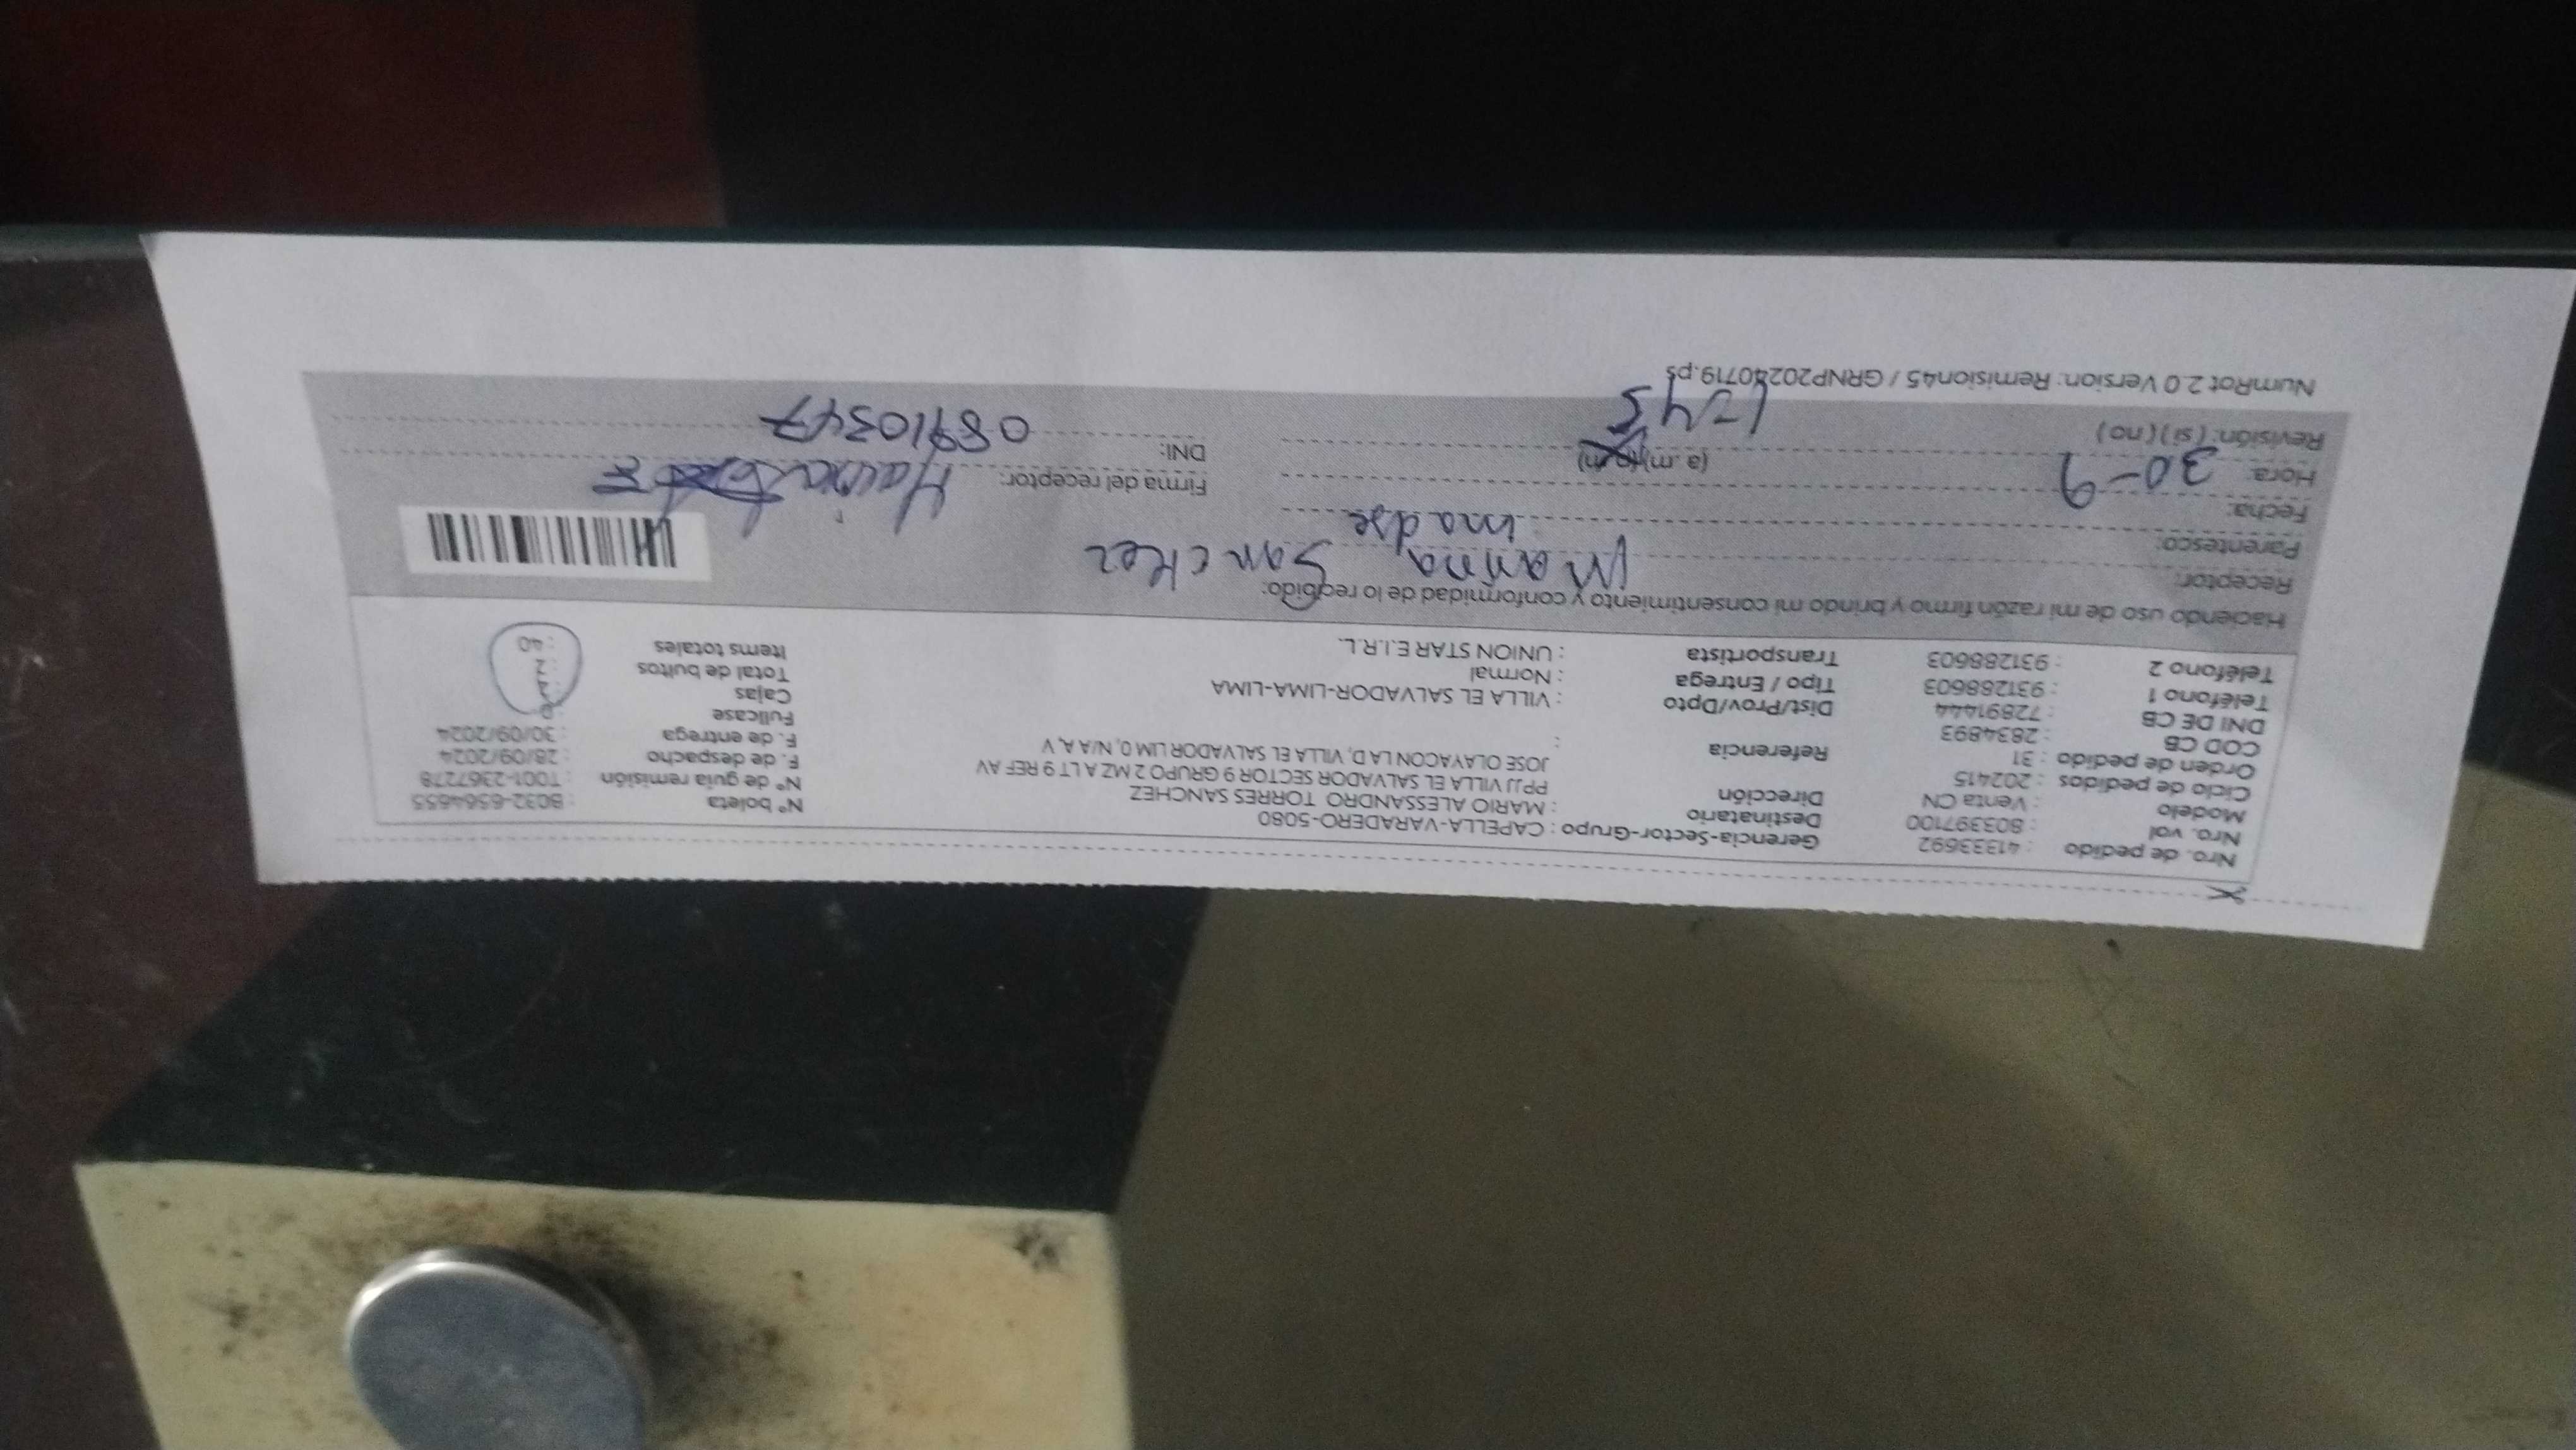 Nro. de pedido : 41333692
Nro. vol : 803397100
Modelo : Venta CN
Ciclo de pedidos : 202415
Orden de pedido : 31
COD CB : 2834893
DNI DE CB : 72891444
Teléfono 1 : 931288603
Teléfono 2 : 931288603
Gerencia-Sector-Grupo : CAPELLA-VARADERO-5080
Destinatario : MARIO ALESSANDRO TORRES SANCHEZ
Dirección PPJJ VILLA EL SALVADOR SECTOR 9 GRUPO 2 MZ A LT 9 REF AV
JOSE OLAYACON LA D, VILLA EL SALVADOR LIM 0, N/A A, V
Referencia :
Dist/Prov/Dpto : VILLA EL SALVADOR-LIMA-LIMA
Tipo / Entrega : Normal
Transportista : UNION STAR E.I.R.L.
N° boleta : B032-6564655
N° de guía remisión : T001-2367278
F. de despacho : 28/09/2024
F. de entrega : 30/09/2024
Fullcase
Cajas
Total de bultos : 2
Items totales : 40
Haciendo uso de mi razón firmo y brindo mi consentimiento y conformidad de lo recibido:
Receptor: Marina Sanchez
Parentesco: madre
Fecha: 30-9
Hora: (a.m) (p.m) 1-45
Revisión: ( si ) ( no )
Firma del receptor:
DNI: 08910347
NumRot 2.0 Version: Remision45 / GRNP20240719.ps